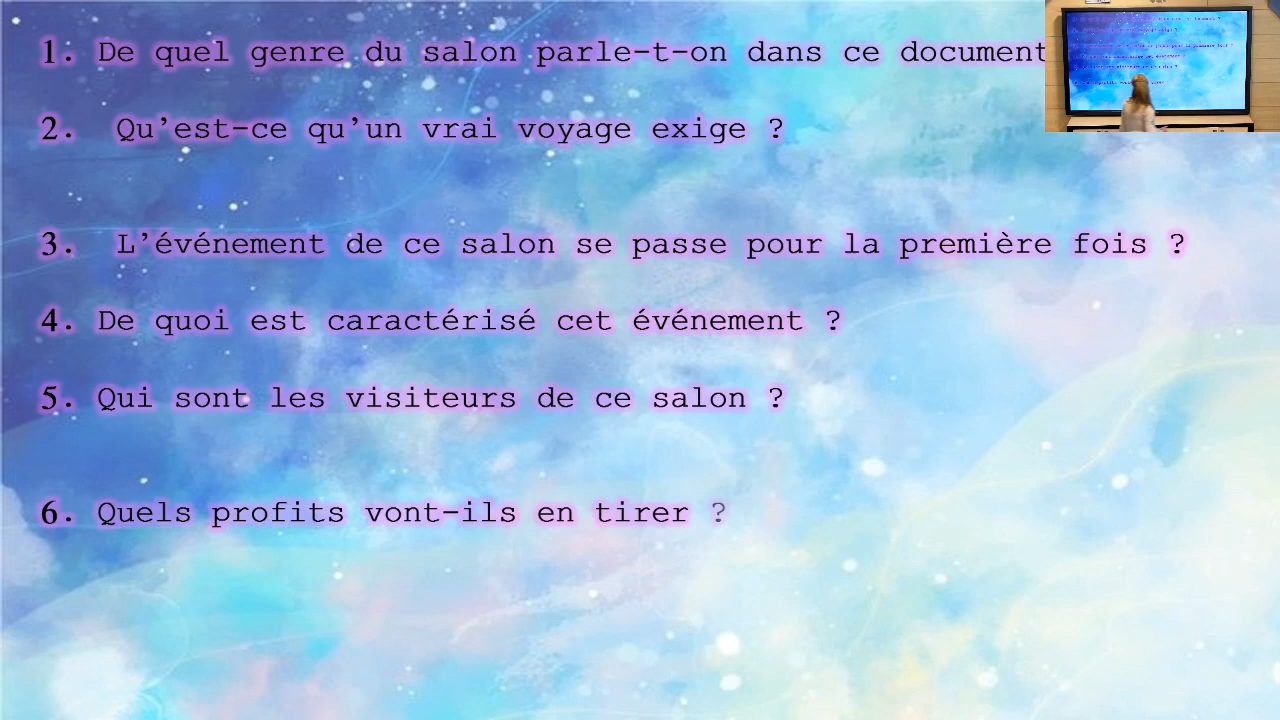 1. De quel genre du salon parle-t-on dans ce document
2. Qu’est-ce qu’un vrai voyage exige ?
3. L’événement de ce salon se passe pour la première fois ?
4. De quoi est caractérisé cet événement ?
5. Qui sont les visiteurs de ce salon ?
6. Quels profits vont-ils en tirer ?